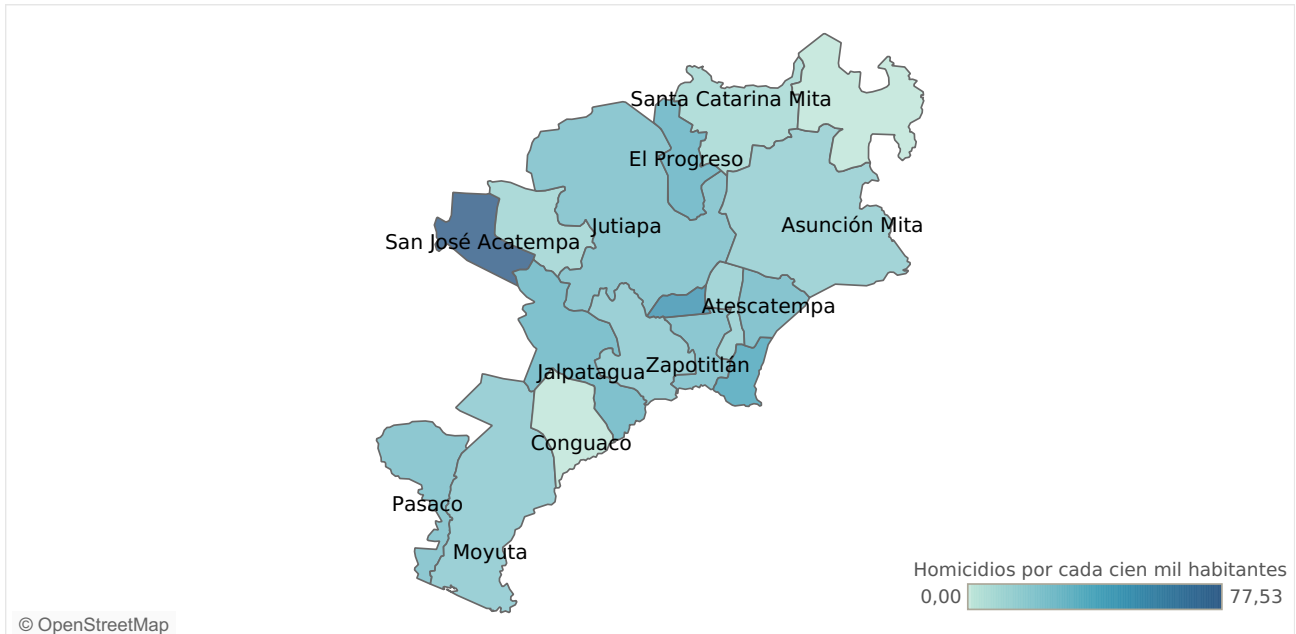 Santa Catarina Mita
El Progreso
Jutiapa
Asunción Mita
San José Acatempa
Atescatempa
Zapotitlán
Jalpatagua
Conguaco
Pasaco
Moyuta
Homicidios por cada cien mil habitantes
0,00 77,53
© OpenStreetMap